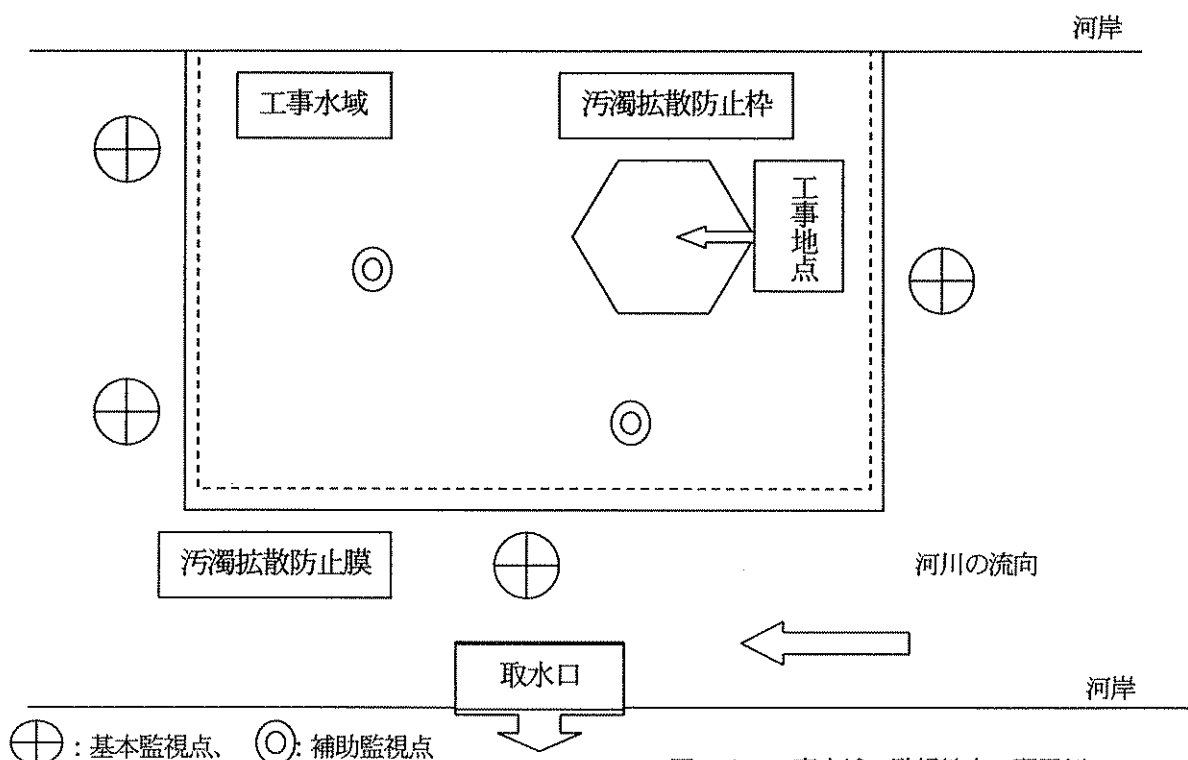 河岸
工事水域
汚濁拡散防止枠
工事地点
汚濁拡散防止膜
河川の流向
取水口
河岸
：基本監視点、
：補助監視点